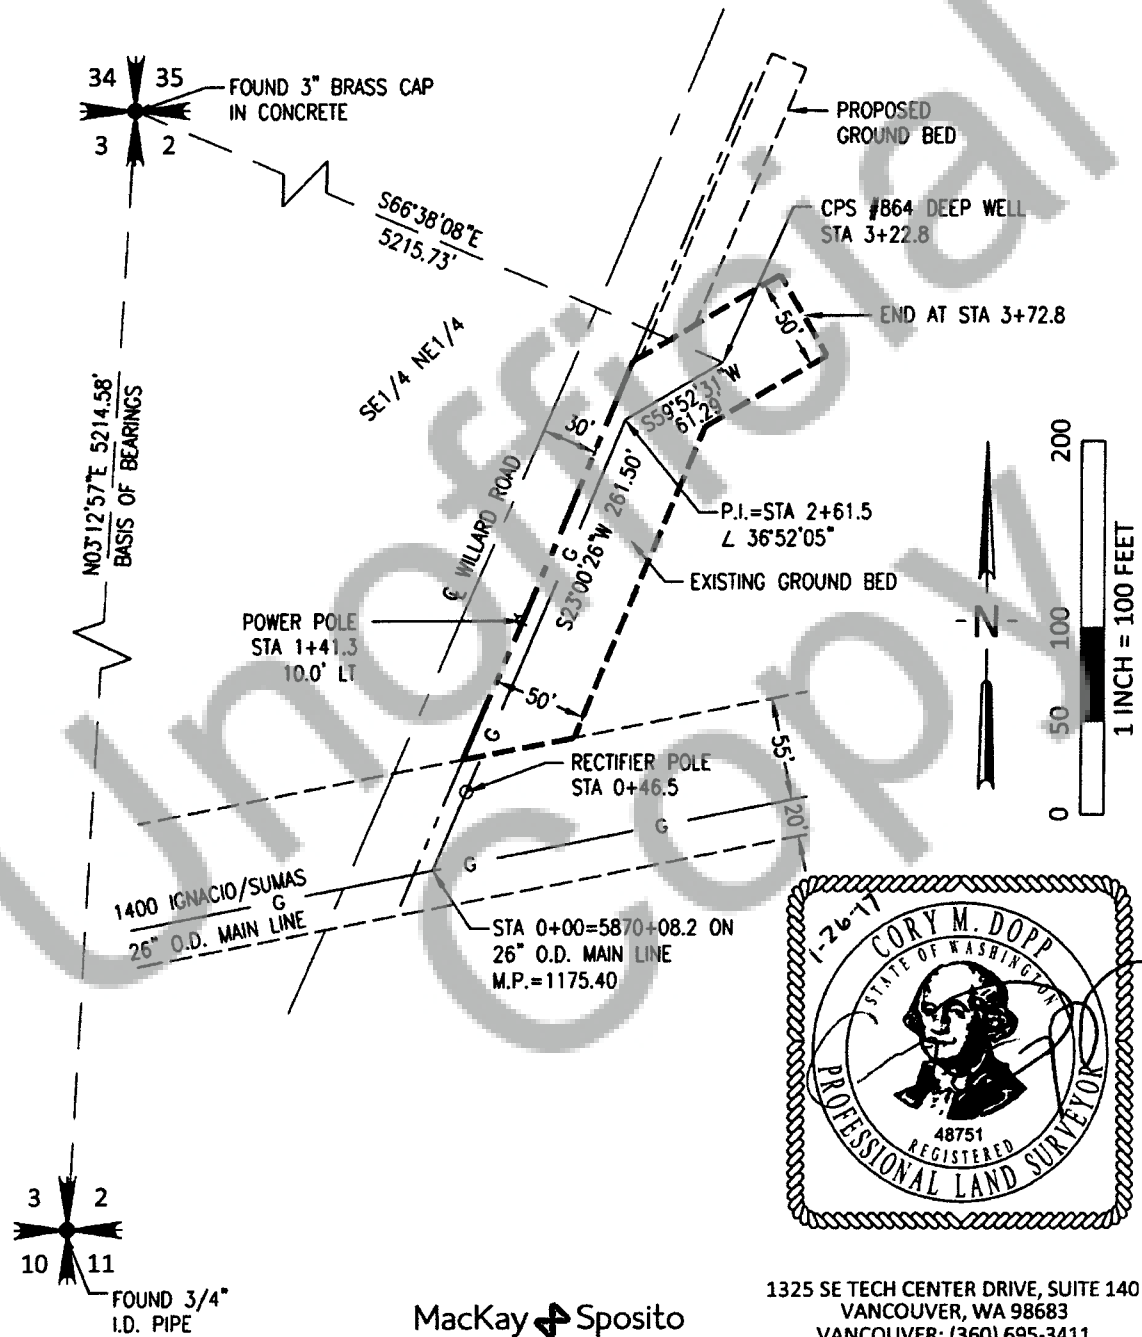 34 35
3 2
FOUND 3" BRASS CAP
IN CONCRETE
PROPOSED
GROUND BED
CPS #864 DEEP WELL
STA 3+22.8
S66°38'08"E
5215.73'
END AT STA 3+72.8
50'
SE1/4 NE1/4
S59°52'31"W
61.29'
30'
N03°12'57"E 5214.58'
BASIS OF BEARINGS
℄ WILLARD ROAD
G
S23°00'26"W 261.50'
P.I.=STA 2+61.5
∠ 36°52'05"
EXISTING GROUND BED
POWER POLE
STA 1+41.3
10.0' LT
50'
G
RECTIFIER POLE
STA 0+46.5
55'
20'
G
G
1400 IGNACIO/SUMAS
G
26" O.D. MAIN LINE
STA 0+00=5870+08.2 ON
26" O.D. MAIN LINE
M.P.=1175.40
N
200
100
50
0
1 INCH = 100 FEET
1-26-17
CORY M. DOPP
STATE OF WASHINGTON
48751
REGISTERED
PROFESSIONAL LAND SURVEYOR
3 2
10 11
FOUND 3/4"
I.D. PIPE
MacKay Sposito
1325 SE TECH CENTER DRIVE, SUITE 140
VANCOUVER, WA 98683
VANCOUVER: (360) 695-3411
Unofficial
Copy